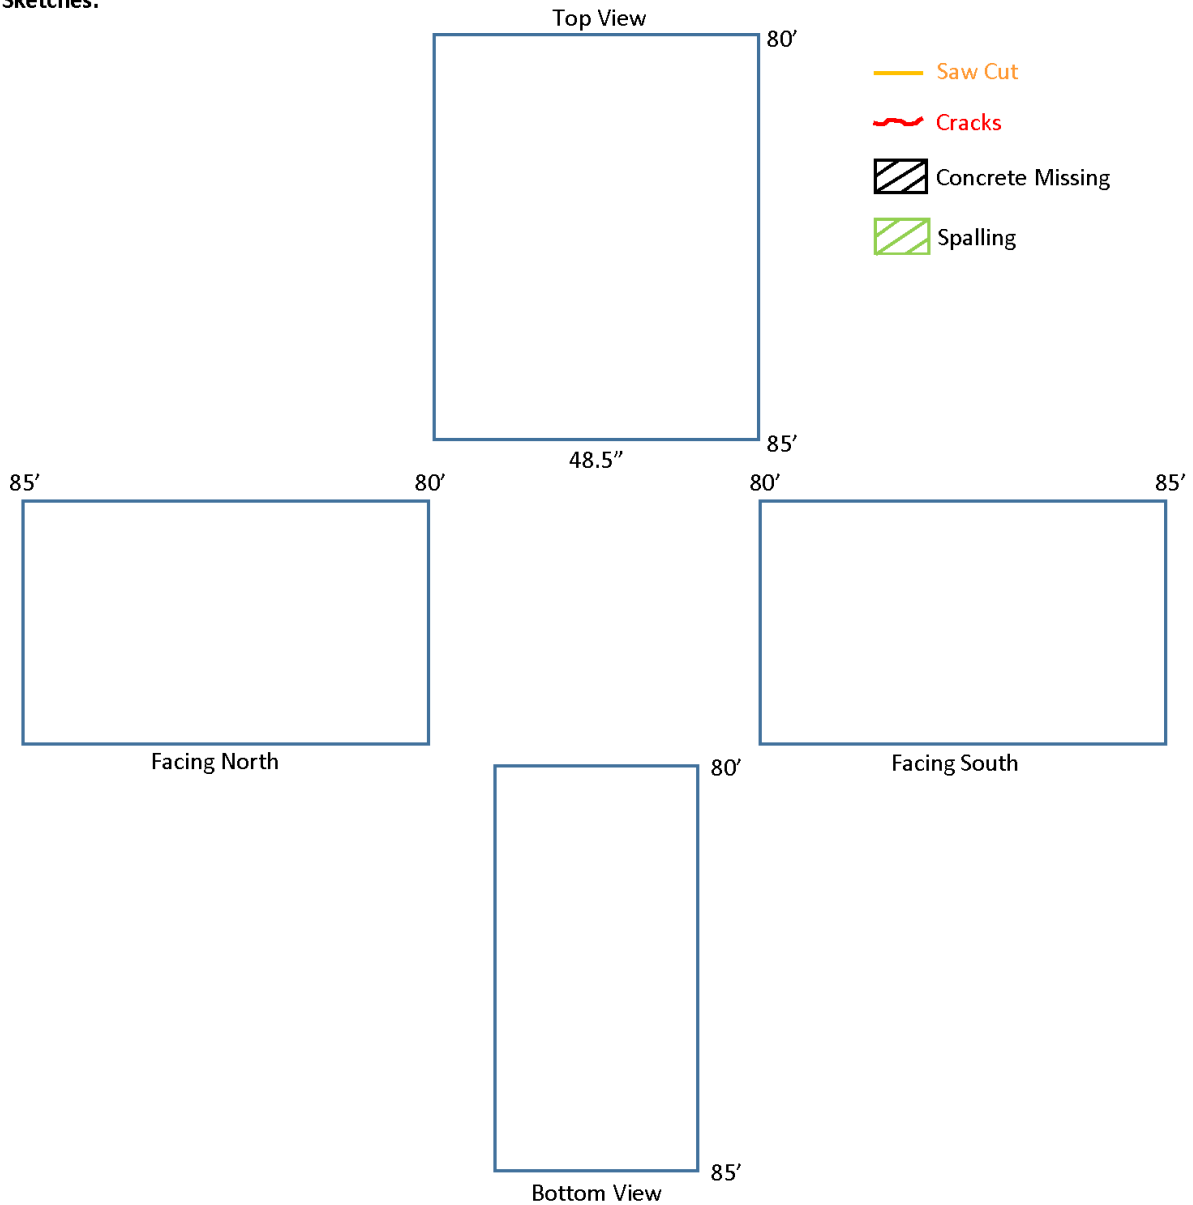 Sketches:
Top View
80’
Saw Cut
Cracks
Concrete Missing
Spalling
85’
48.5”
85’
80’
80’
85’
Facing North
Facing South
80’
85’
Bottom View